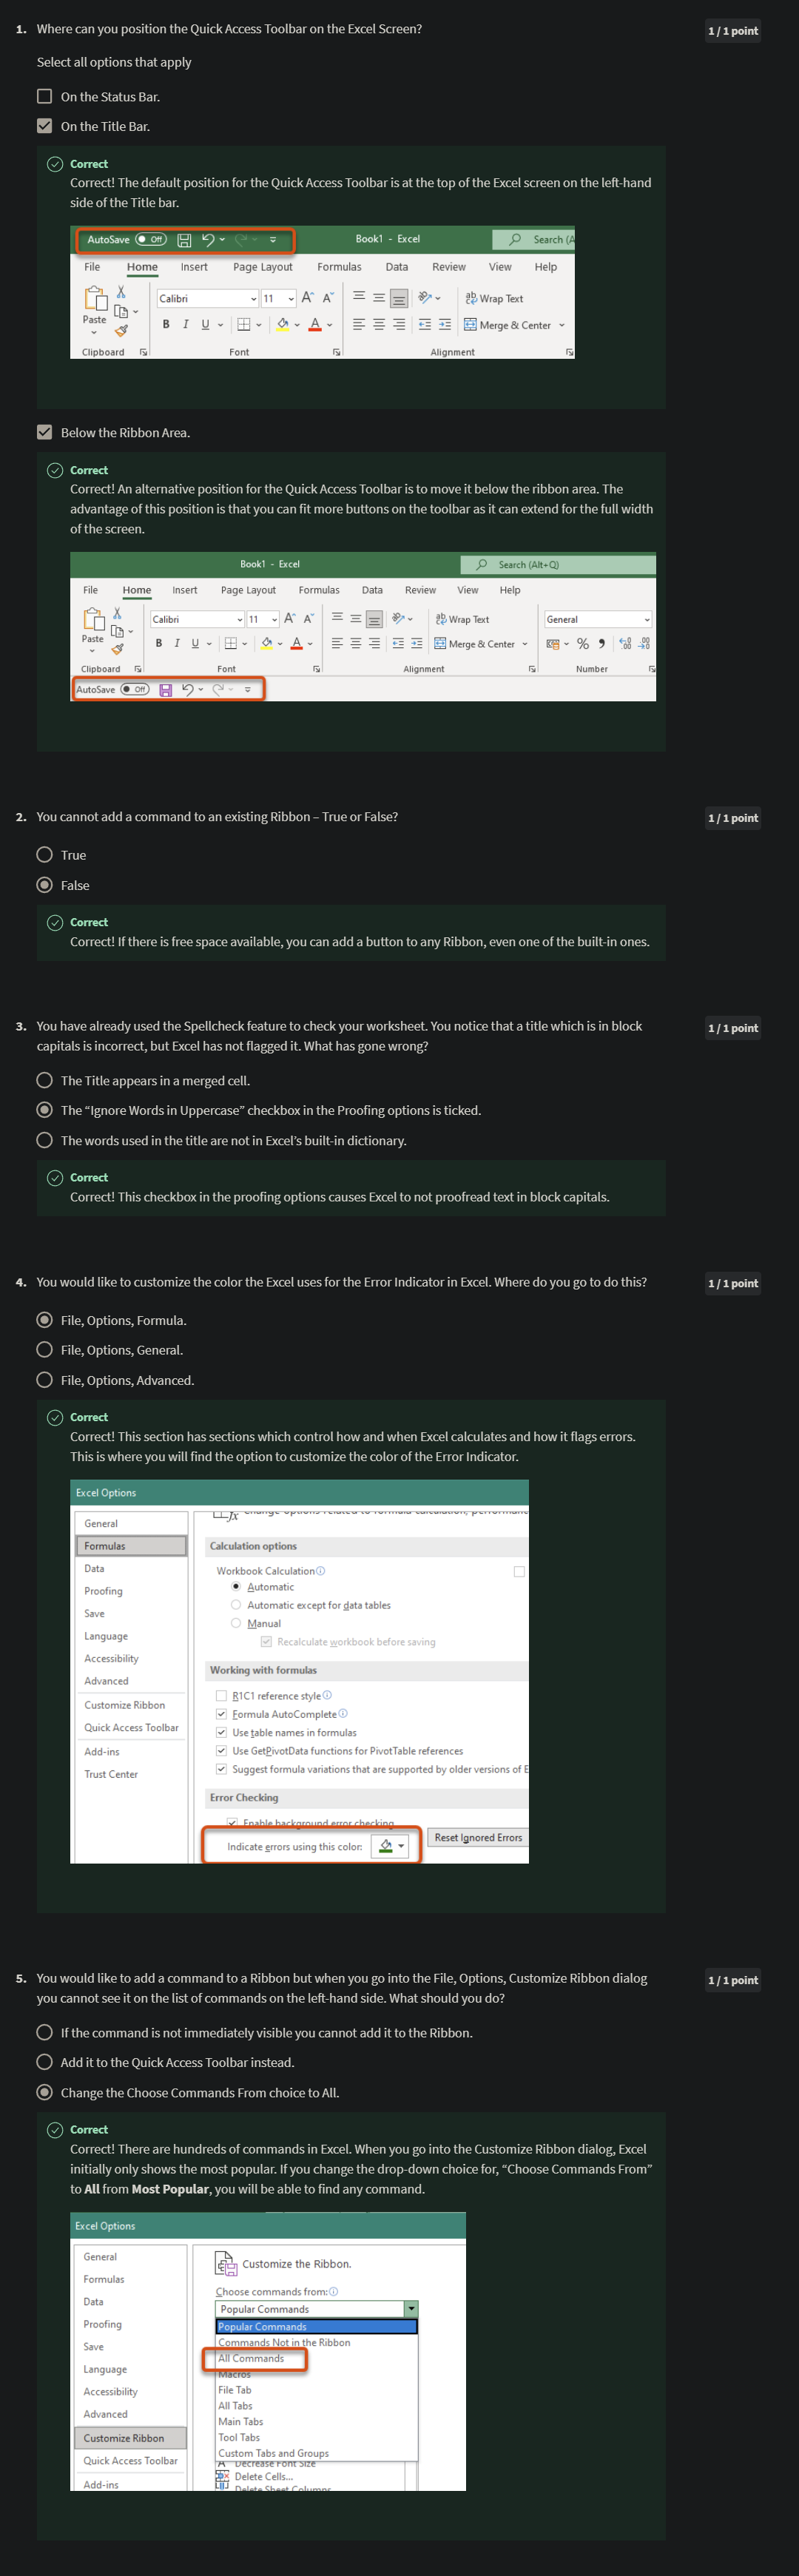 1. Where can you position the Quick Access Toolbar on the Excel Screen?
1 / 1 point
Select all options that apply
On the Status Bar.
On the Title Bar.
Correct
Correct! The default position for the Quick Access Toolbar is at the top of the Excel screen on the left-hand
side of the Title bar.
AutoSave Off Book1 - Excel Search (A
File Home Insert Page Layout Formulas Data Review View Help
Calibri 11 A A ab Wrap Text
Paste B I U A Merge & Center
Clipboard Font Alignment
Below the Ribbon Area.
Correct
Correct! An alternative position for the Quick Access Toolbar is to move it below the ribbon area. The
advantage of this position is that you can fit more buttons on the toolbar as it can extend for the full width
of the screen.
Book1 - Excel Search (Alt+Q)
File Home Insert Page Layout Formulas Data Review View Help
Calibri 11 A A ab Wrap Text General
Paste B I U A Merge & Center %
Clipboard Font Alignment Number
AutoSave Off
2. You cannot add a command to an existing Ribbon – True or False?
1 / 1 point
True
False
Correct
Correct! If there is free space available, you can add a button to any Ribbon, even one of the built-in ones.
3. You have already used the Spellcheck feature to check your worksheet. You notice that a title which is in block
capitals is incorrect, but Excel has not flagged it. What has gone wrong?
1 / 1 point
The Title appears in a merged cell.
The “Ignore Words in Uppercase” checkbox in the Proofing options is ticked.
The words used in the title are not in Excel’s built-in dictionary.
Correct
Correct! This checkbox in the proofing options causes Excel to not proofread text in block capitals.
4. You would like to customize the color the Excel uses for the Error Indicator in Excel. Where do you go to do this?
1 / 1 point
File, Options, Formula.
File, Options, General.
File, Options, Advanced.
Correct
Correct! This section has sections which control how and when Excel calculates and how it flags errors.
This is where you will find the option to customize the color of the Error Indicator.
Excel Options
General
Formulas
Data
Proofing
Save
Language
Accessibility
Advanced
Customize Ribbon
Quick Access Toolbar
Add-ins
Trust Center
fx Change options related to formula calculation, performanc
Calculation options
Workbook Calculation
Automatic
Automatic except for data tables
Manual
Recalculate workbook before saving
Working with formulas
R1C1 reference style
Formula AutoComplete
Use table names in formulas
Use GetPivotData functions for PivotTable references
Suggest formula variations that are supported by older versions of E
Error Checking
Enable background error checking
Indicate errors using this color:
Reset Ignored Errors
5. You would like to add a command to a Ribbon but when you go into the File, Options, Customize Ribbon dialog
you cannot see it on the list of commands on the left-hand side. What should you do?
1 / 1 point
If the command is not immediately visible you cannot add it to the Ribbon.
Add it to the Quick Access Toolbar instead.
Change the Choose Commands From choice to All.
Correct
Correct! There are hundreds of commands in Excel. When you go into the Customize Ribbon dialog, Excel
initially only shows the most popular. If you change the drop-down choice for, “Choose Commands From”
to All from Most Popular, you will be able to find any command.
Excel Options
General
Formulas
Data
Proofing
Save
Language
Accessibility
Advanced
Customize Ribbon
Quick Access Toolbar
Add-ins
Customize the Ribbon.
Choose commands from:
Popular Commands
Popular Commands
Commands Not in the Ribbon
All Commands
Macros
File Tab
All Tabs
Main Tabs
Tool Tabs
Custom Tabs and Groups
A Decrease Font Size
Delete Cells...
Delete Sheet Columns